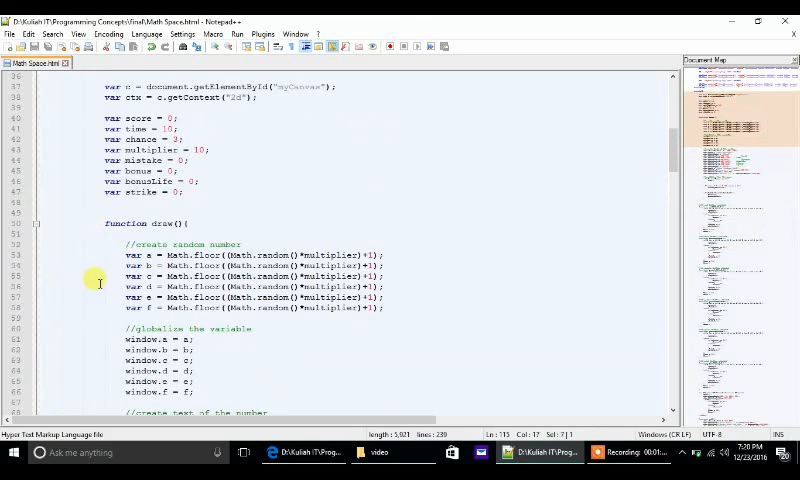 D:\Kuliah IT\Programming Concepts\final\Math Space.html - Notepad++
File Edit Search View Encoding Language Settings Macro Run Plugins Window ? X
Math Space.html
Document Map
36
37 var c = document.getElementById("myCanvas");
38 var ctx = c.getContext("2d");
39
40 var score = 0;
41 var time = 10;
42 var chance = 3;
43 var multiplier = 10;
44 var mistake = 0;
45 var bonus = 0;
46 var bonusLife = 0;
47 var strike = 0;
48
49
50 function draw(){
51
52 //create random number
53 var a = Math.floor((Math.random()*multiplier)+1);
54 var b = Math.floor((Math.random()*multiplier)+1);
55 var c = Math.floor((Math.random()*multiplier)+1);
56 var d = Math.floor((Math.random()*multiplier)+1);
57 var e = Math.floor((Math.random()*multiplier)+1);
58 var f = Math.floor((Math.random()*multiplier)+1);
59
60 //globalize the variable
61 window.a = a;
62 window.b = b;
63 window.c = c;
64 window.d = d;
65 window.e = e;
66 window.f = f;
67
68 //create text of the number
Hyper Text Markup Language file length : 5,921 lines : 239 Ln : 115 Col : 17 Sel : 7 | 1 Windows (CR LF) UTF-8 INS
Ask me anything D:\Kuliah IT\Prog... video D:\Kuliah IT\Prog... Recording: 00:01... 7:20 PM
12/23/2016 20